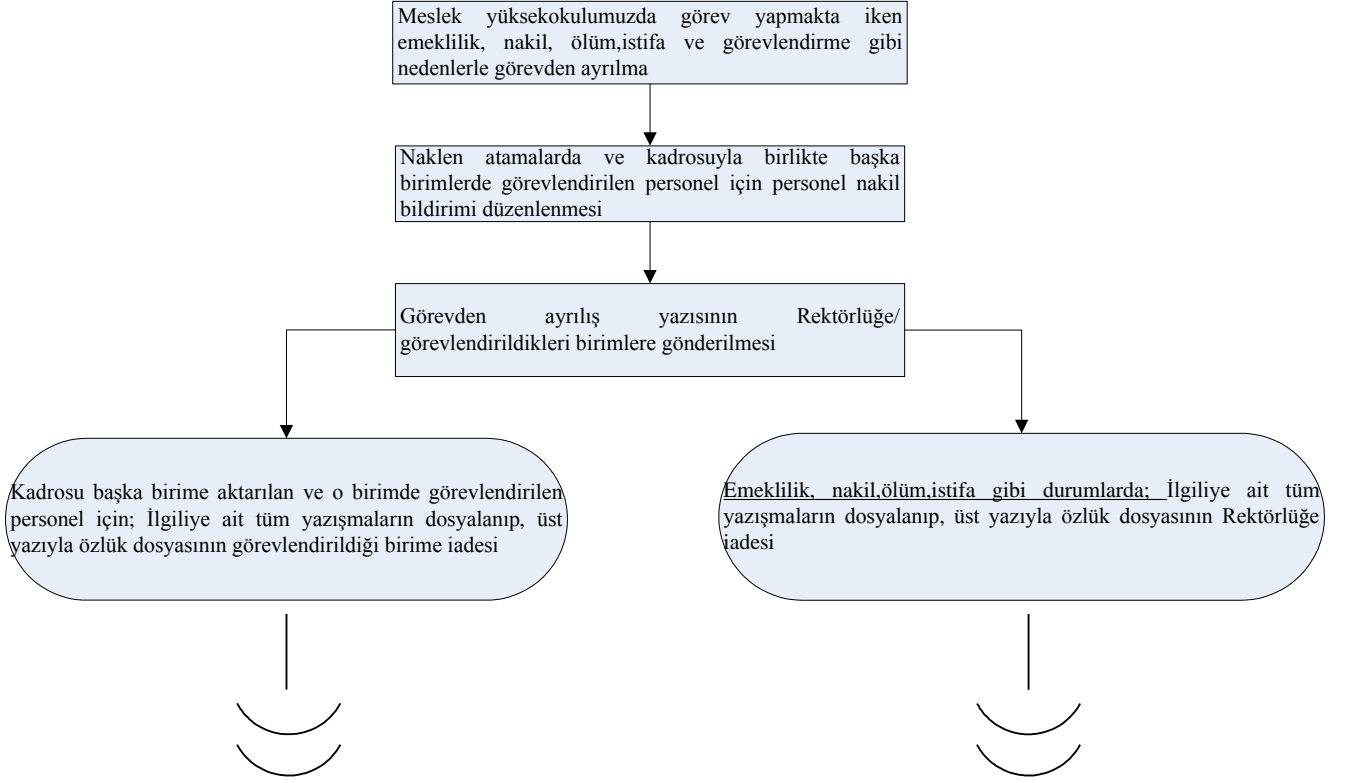 Meslek yüksekokulumuzda görev yapmakta iken
emeklilik, nakil, ölüm,istifa ve görevlendirme gibi
nedenlerle görevden ayrılma
Naklen atamalarda ve kadrosuyla birlikte başka
birimlerde görevlendirilen personel için personel nakil
bildirimi düzenlenmesi
Görevden ayrılış yazısının Rektörlüğe/
görevlendirildikleri birimlere gönderilmesi
Kadrosu başka birime aktarılan ve o birimde görevlendirilen
personel için; İlgiliye ait tüm yazışmaların dosyalanıp, üst
yazıyla özlük dosyasının görevlendirildiği birime iadesi
Emeklilik, nakil,ölüm,istifa gibi durumlarda; İlgiliye ait tüm
yazışmaların dosyalanıp, üst yazıyla özlük dosyasının Rektörlüğe
iadesi